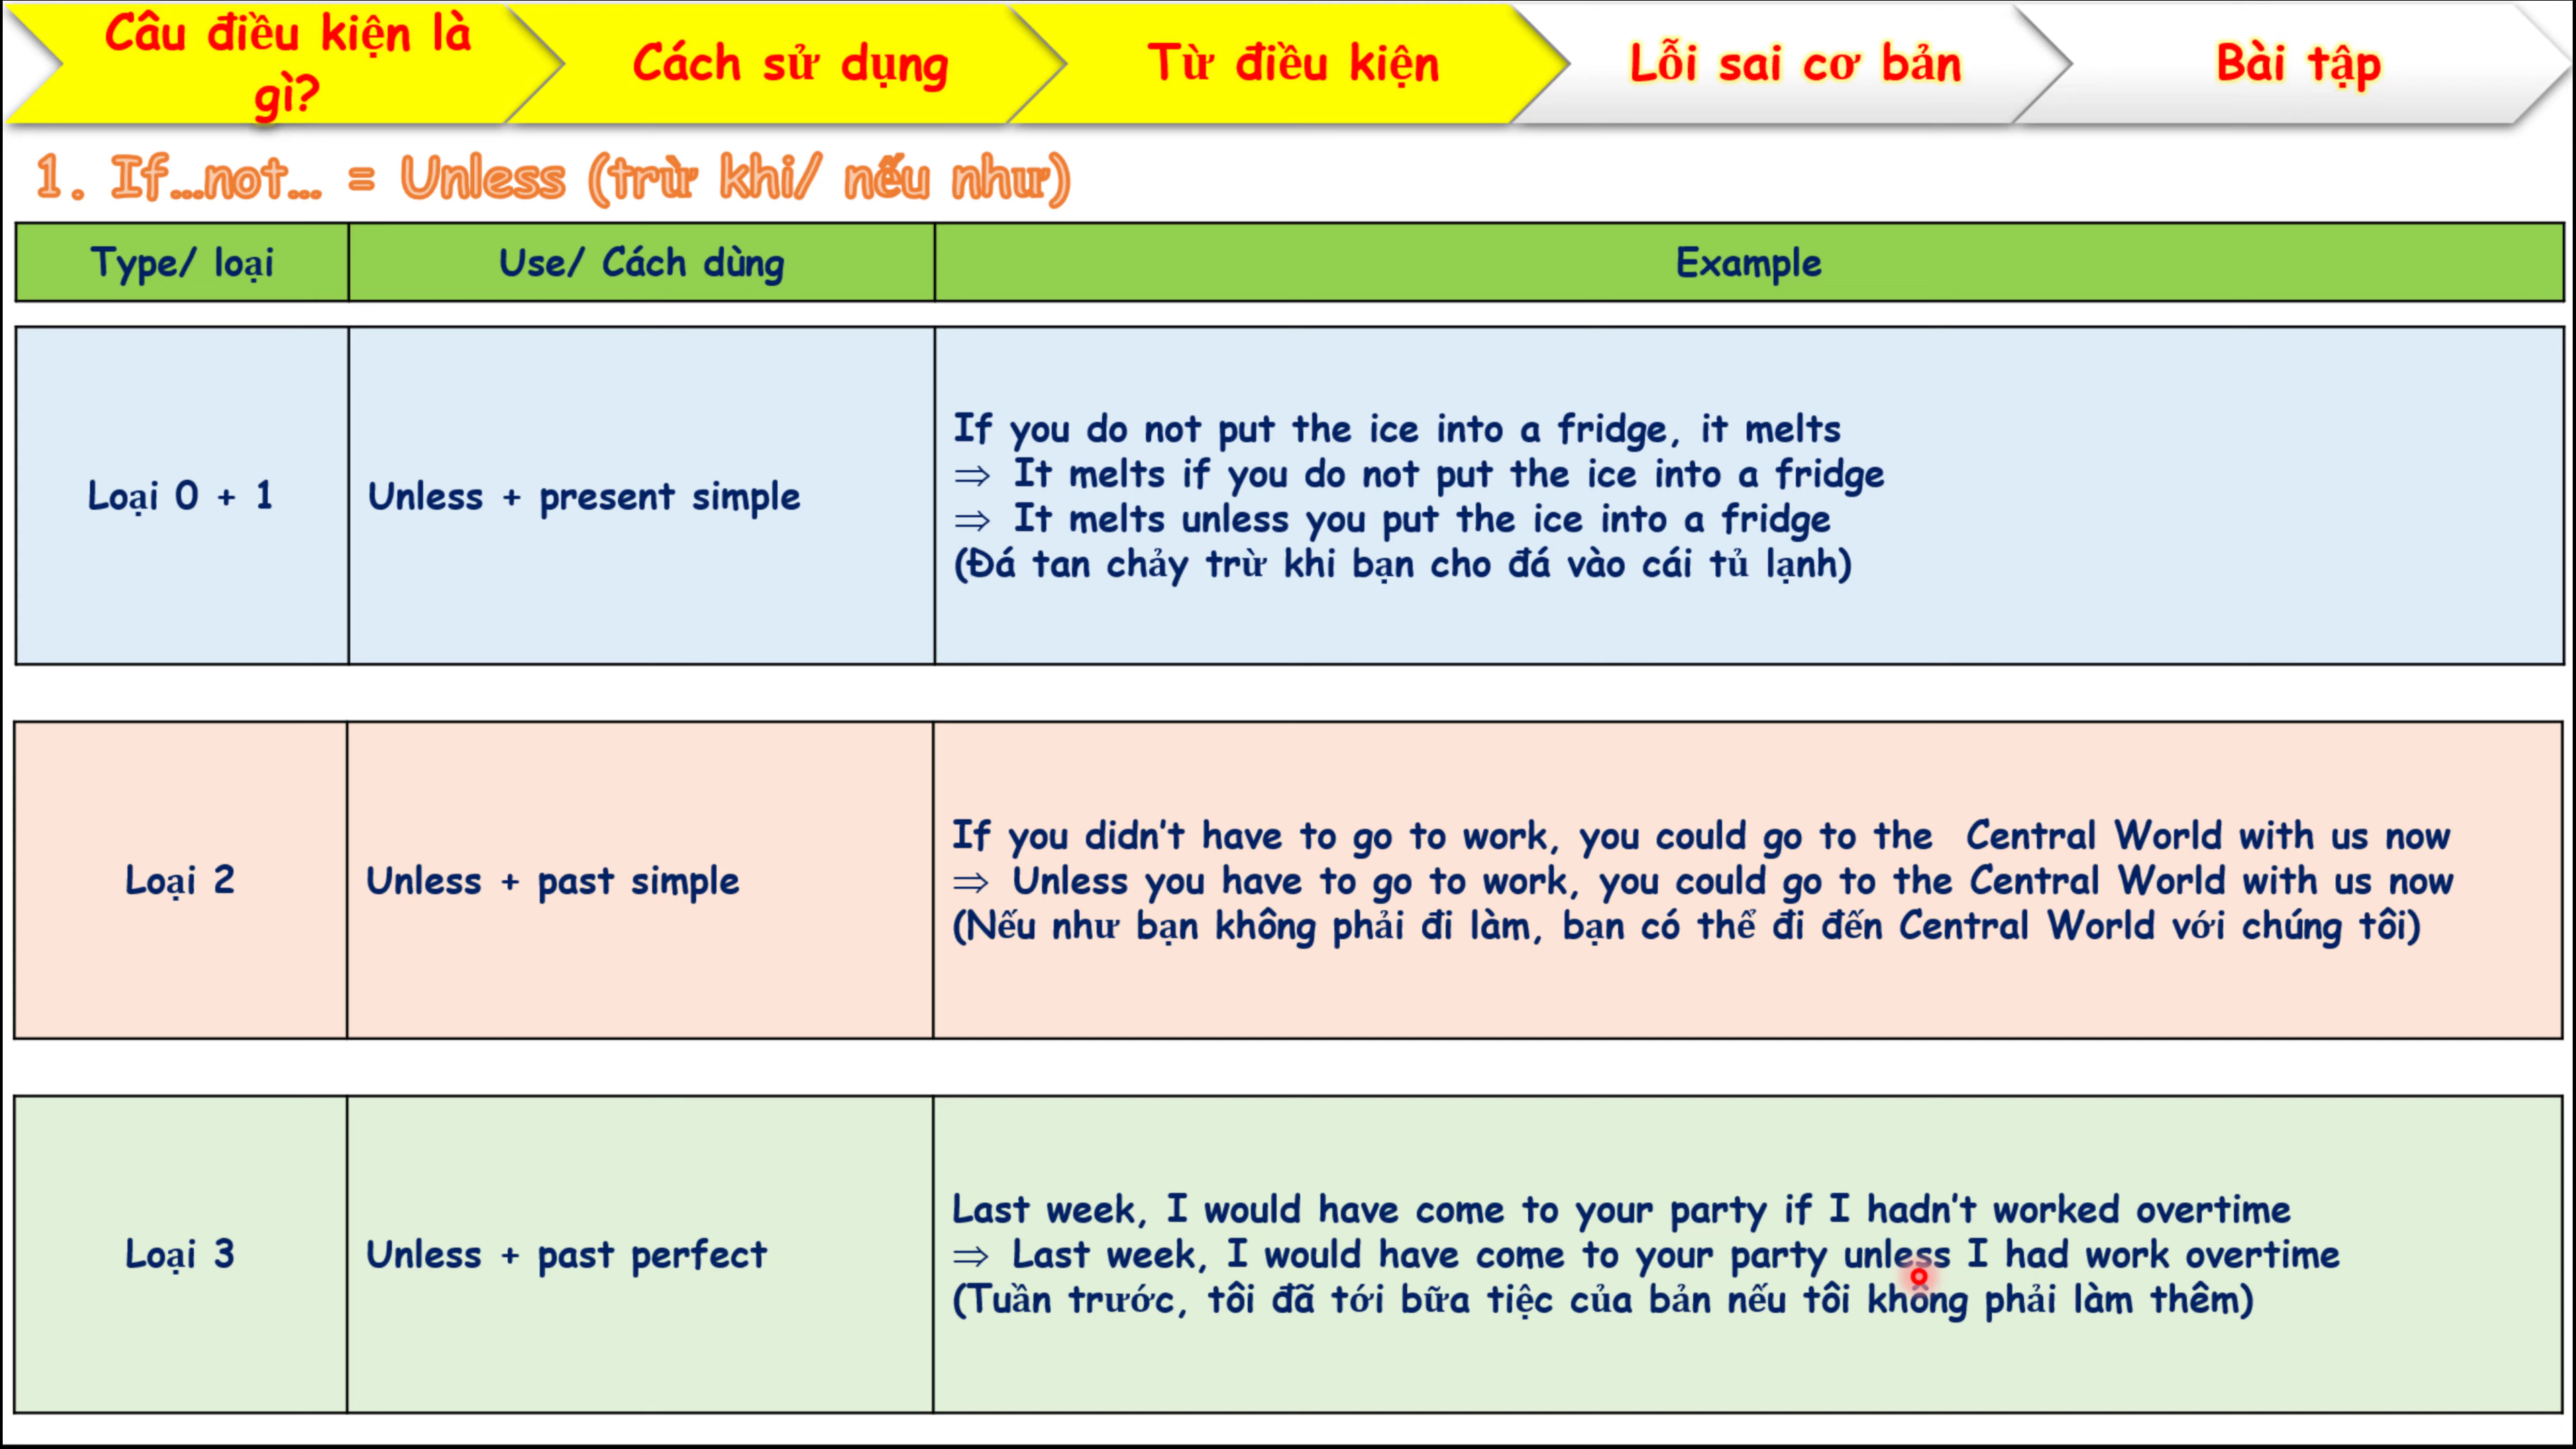 Câu điều kiện là
gì?
Cách sử dụng
Từ điều kiện
Lỗi sai cơ bản
Bài tập
1. If...not... = Unless (trừ khi/ nếu như)
Type/ loại
Use/ Cách dùng
Example
Loại 0 + 1
Unless + present simple
If you do not put the ice into a fridge, it melts
⇒ It melts if you do not put the ice into a fridge
⇒ It melts unless you put the ice into a fridge
(Đá tan chảy trừ khi bạn cho đá vào cái tủ lạnh)
Loại 2
Unless + past simple
If you didn't have to go to work, you could go to the Central World with us now
⇒ Unless you have to go to work, you could go to the Central World with us now
(Nếu như bạn không phải đi làm, bạn có thể đi đến Central World với chúng tôi)
Loại 3
Unless + past perfect
Last week, I would have come to your party if I hadn't worked overtime
⇒ Last week, I would have come to your party unless I had work overtime
(Tuần trước, tôi đã tới bữa tiệc của bản nếu tôi không phải làm thêm)